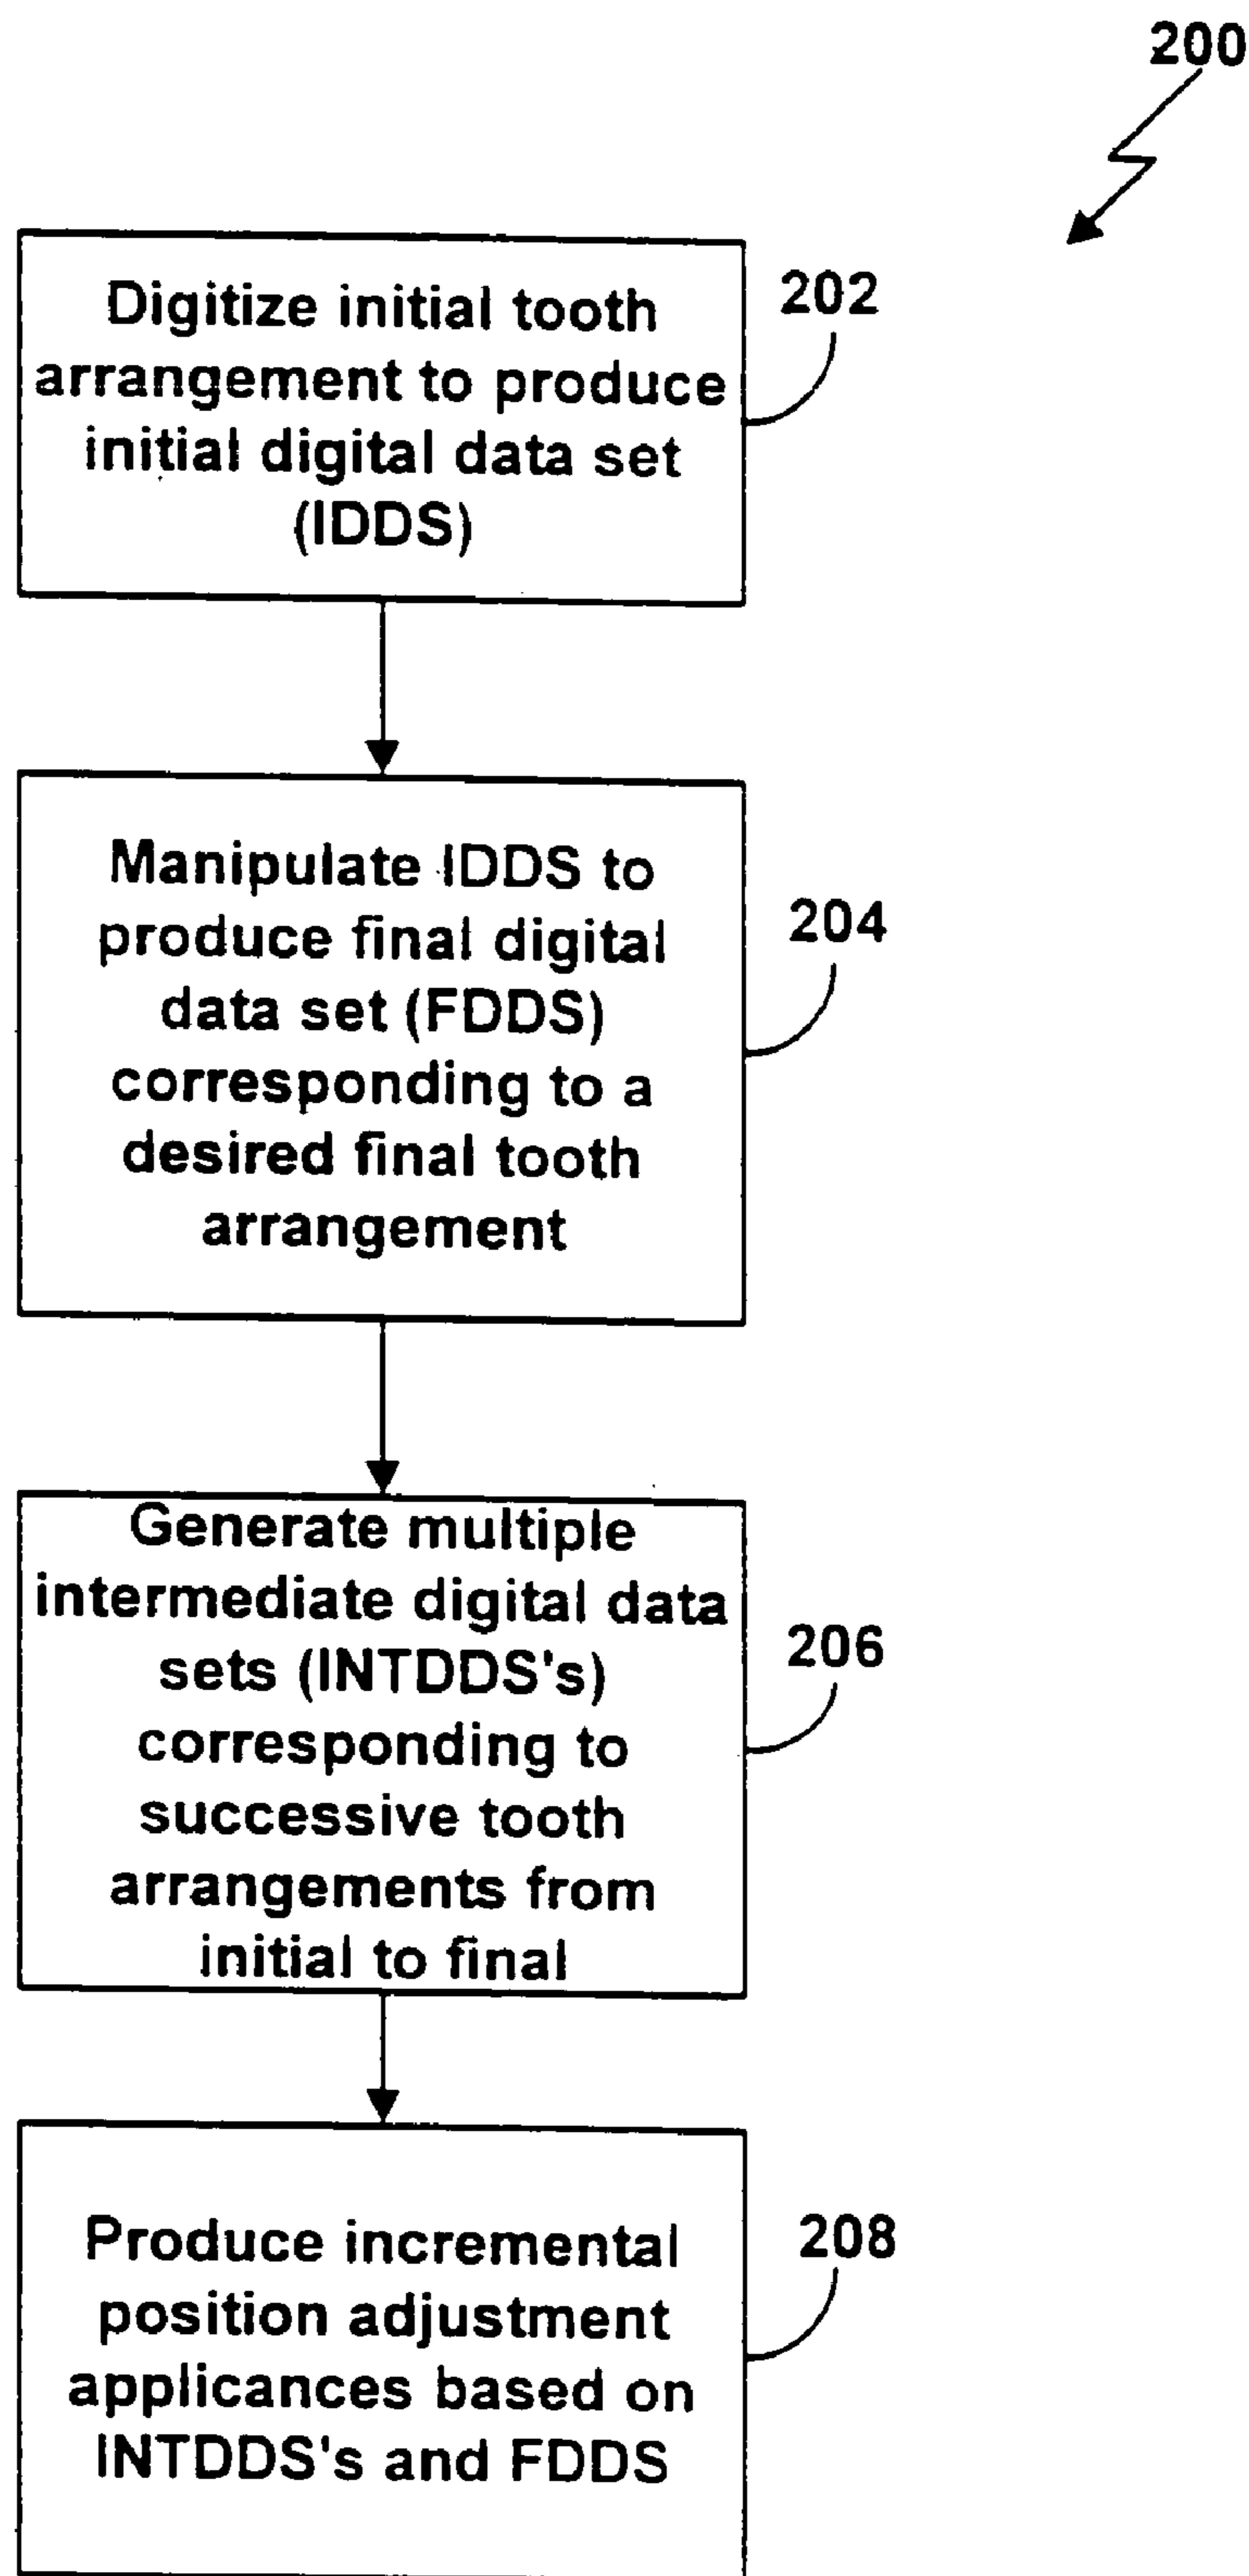 200
Digitize initial tooth
arrangement to produce
initial digital data set
(IDDS)
202
Manipulate IDDS to
produce final digital
data set (FDDS)
corresponding to a
desired final tooth
arrangement
204
Generate multiple
intermediate digital data
sets (INTDDS's)
corresponding to
successive tooth
arrangements from
initial to final
206
Produce incremental
position adjustment
applicances based on
INTDDS's and FDDS
208